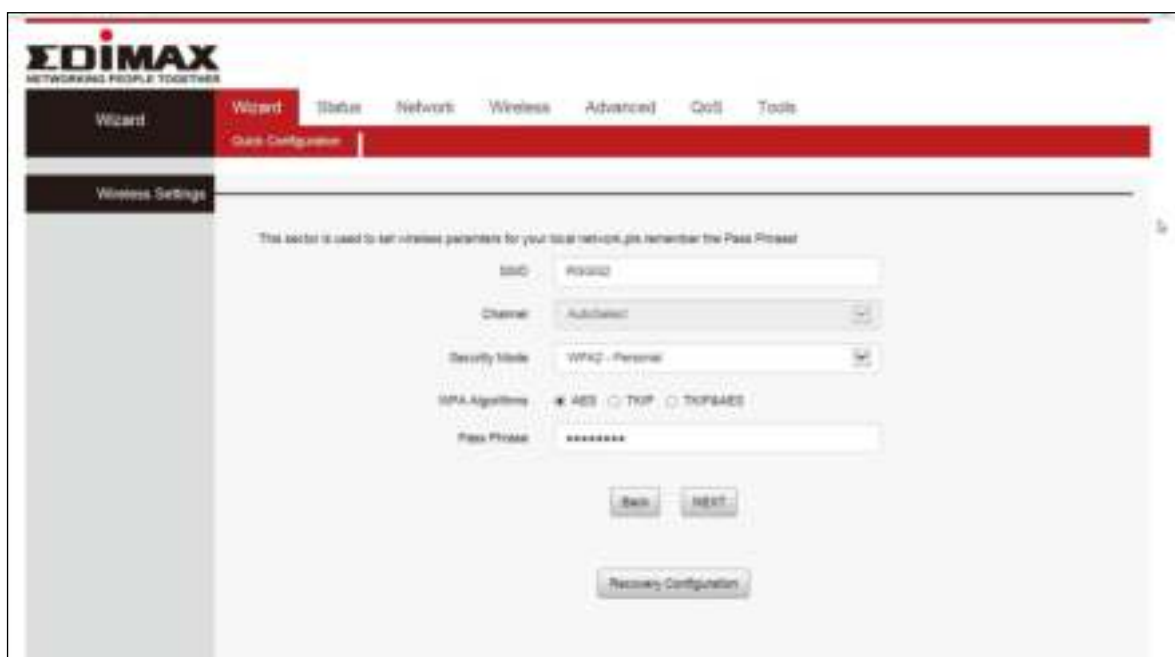 EDIMAX
NETWORKING PEOPLE TOGETHER
Wizard
Wizard Status Network Wireless Advanced QoS Tools
Quick Configuration
Wireless Settings
This sector is used to set wireless paramters for your local network,pls remember the Pass Phrase!
SSID
Channel AutoSelect
Security Mode WPA2 - Personal
WPA Algorithms AES TKIP TKIP&AES
Pass Phrase ••••••••
Back NEXT
Recovery Configuration